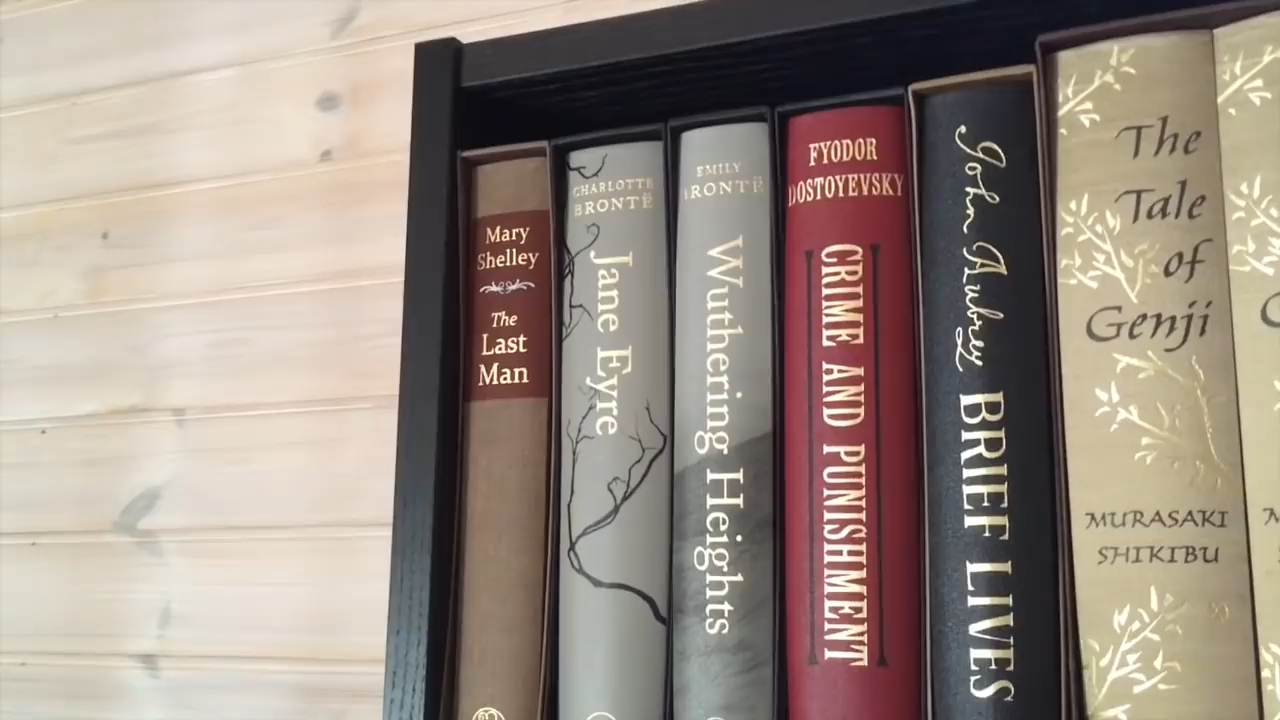 Mary
Shelley
The
Last
Man
CHARLOTTE
BRONTË
Jane Eyre
EMILY
BRONTË
Wuthering Heights
FYODOR
DOSTOYEVSKY
CRIME AND PUNISHMENT
John Aubrey BRIEF LIVES
The
Tale
of
Genji
MURASAKI
SHIKIBU